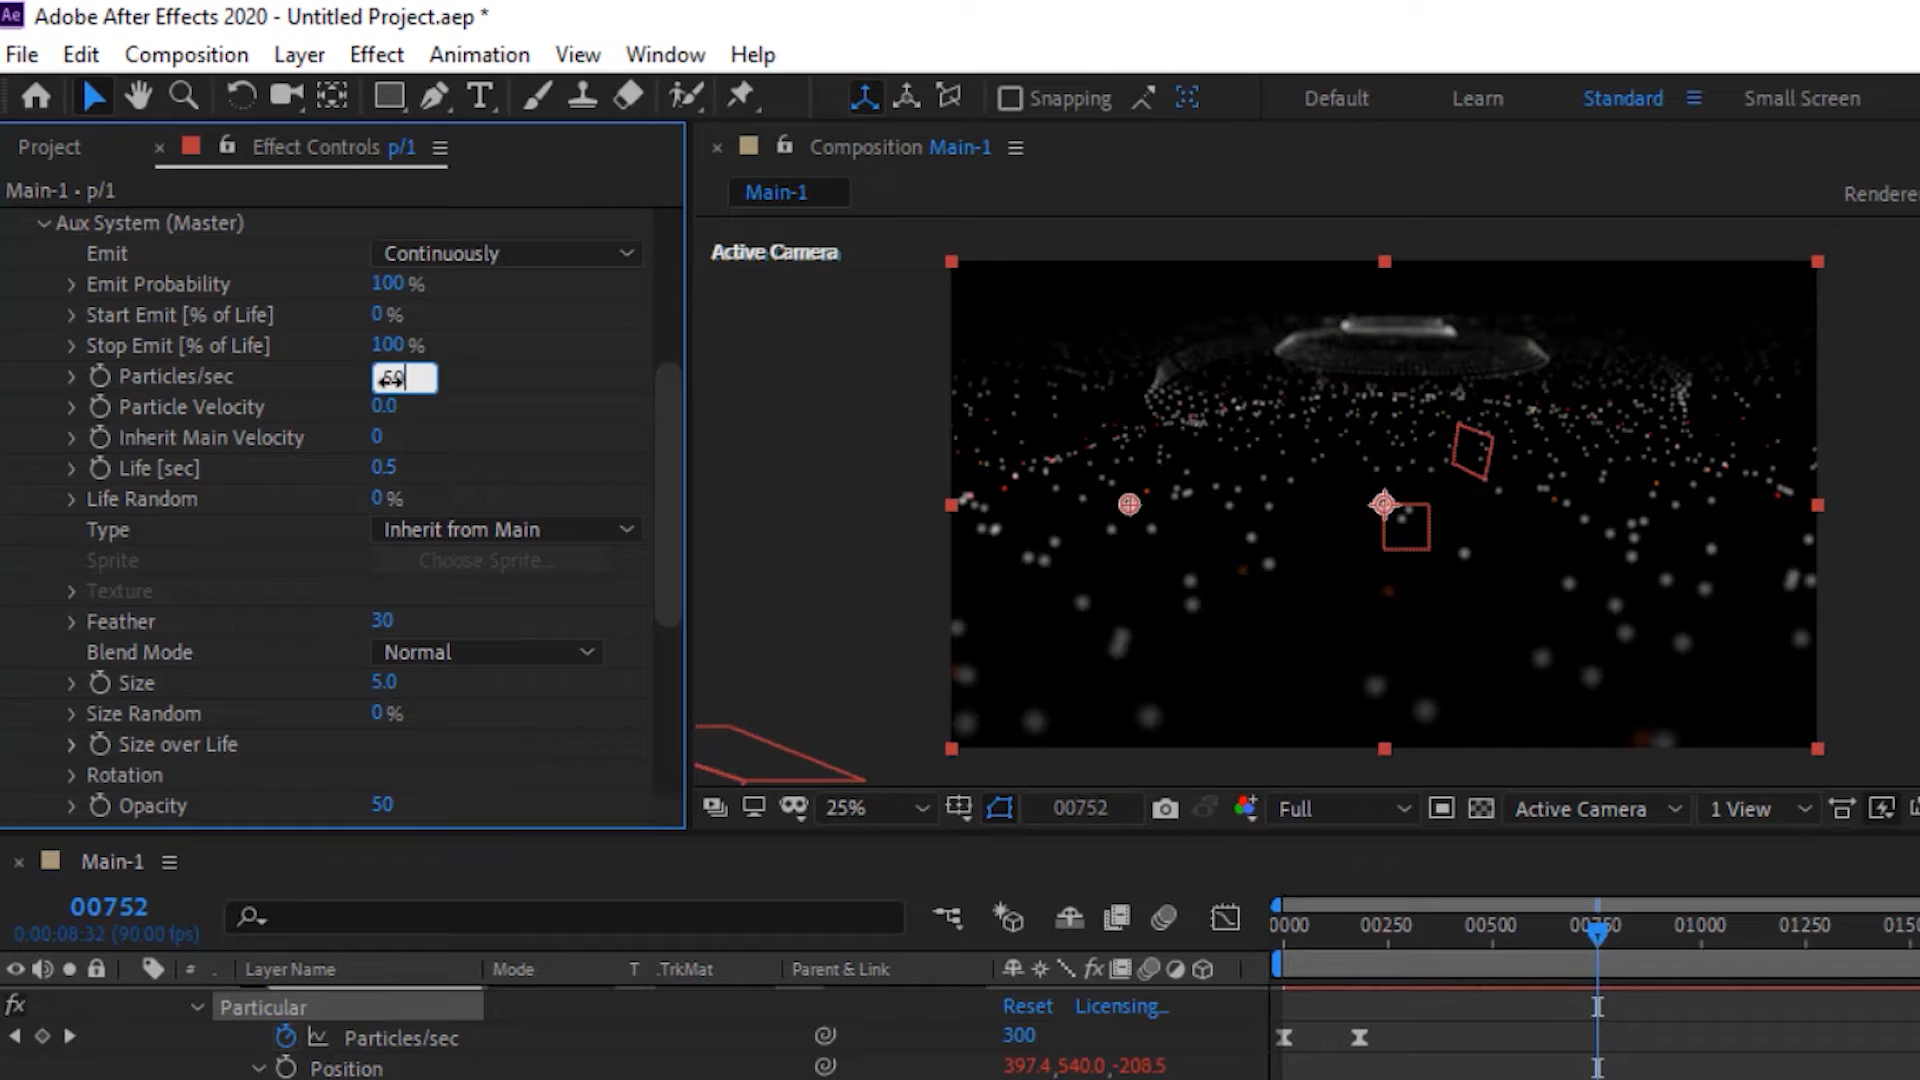 Ae Adobe After Effects 2020 - Untitled Project.aep *
File Edit Composition Layer Effect Animation View Window Help
T Snapping Default Learn Standard Small Screen
Project Effect Controls p/1
Composition Main-1
Main-1 • p/1
Main-1
Aux System (Master)
Emit Continuously
Active Camera
Emit Probability 100 %
Start Emit [% of Life] 0 %
Stop Emit [% of Life] 100 %
Particles/sec
Particle Velocity 0.0
Inherit Main Velocity 0
Life [sec] 0.5
Life Random 0 %
Type Inherit from Main
Sprite Choose Sprite...
Texture
Feather 30
Blend Mode Normal
Size 5.0
Size Random 0 %
Size over Life
Rotation
Opacity 50
25% 00752 Full Active Camera 1 View
Main-1
00752
0:00:08:32 (90.00 fps)
0000 00250 00500 00750 01000 01250
# . Layer Name Mode T .TrkMat Parent & Link fx
fx Particular Reset Licensing...
Particles/sec 300
Position 397.4,540.0,-208.5